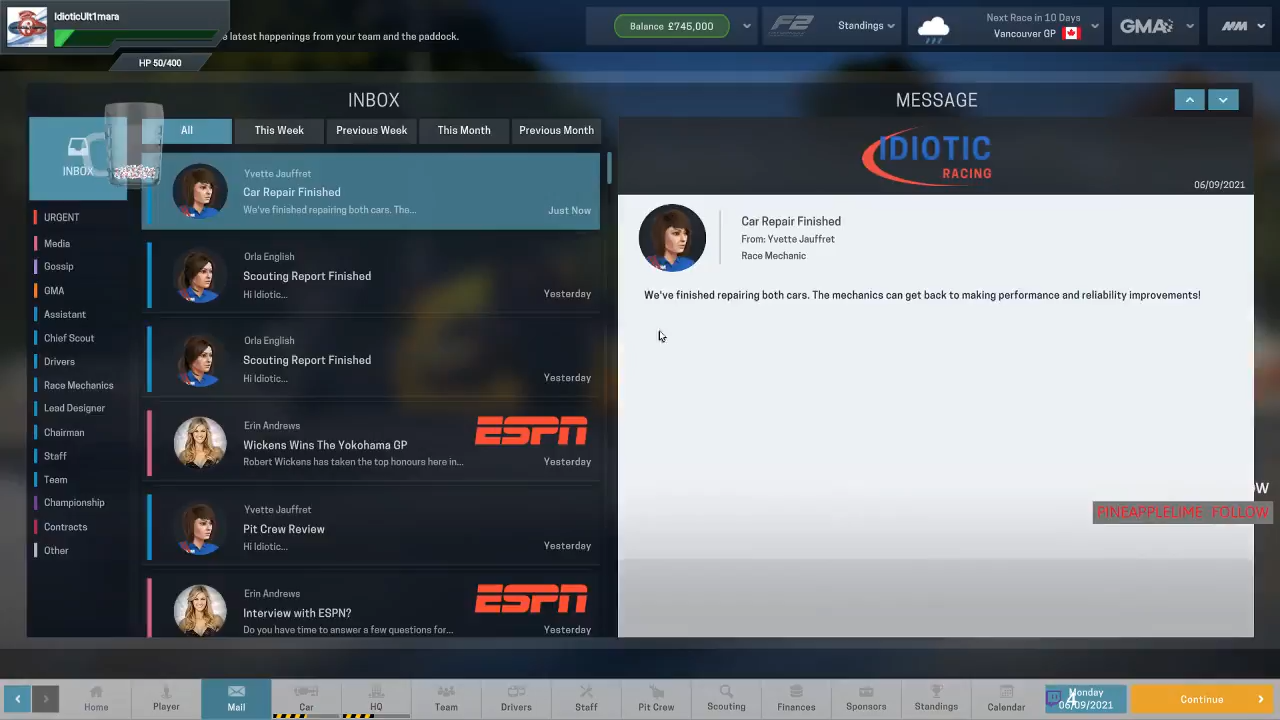 IdioticUlt1mara
e latest happenings from your team and the paddock.
HP 50/400
Balance £745,000
F2
Standings
Next Race in 10 Days
Vancouver GP
GMA
INBOX
MESSAGE
INBOX
All
This Week
Previous Week
This Month
Previous Month
URGENT
Media
Gossip
GMA
Assistant
Chief Scout
Drivers
Race Mechanics
Lead Designer
Chairman
Staff
Team
Championship
Contracts
Other
Yvette Jauffret
Car Repair Finished
We've finished repairing both cars. The...
Just Now
Orla English
Scouting Report Finished
Hi Idiotic...
Yesterday
Orla English
Scouting Report Finished
Hi Idiotic...
Yesterday
Erin Andrews
ESPN
Wickens Wins The Yokohama GP
Robert Wickens has taken the top honours here in...
Yesterday
Yvette Jauffret
Pit Crew Review
Hi Idiotic...
Yesterday
Erin Andrews
ESPN
Interview with ESPN?
Do you have time to answer a few questions for...
Yesterday
IDIOTIC
RACING
06/09/2021
Car Repair Finished
From: Yvette Jauffret
Race Mechanic
We've finished repairing both cars. The mechanics can get back to making performance and reliability improvements!
OW
PINEAPPLELIME FOLLOW
Home
Player
Mail
Car
HQ
Team
Drivers
Staff
Pit Crew
Scouting
Finances
Sponsors
Standings
Calendar
4
Monday
06/09/2021
Continue